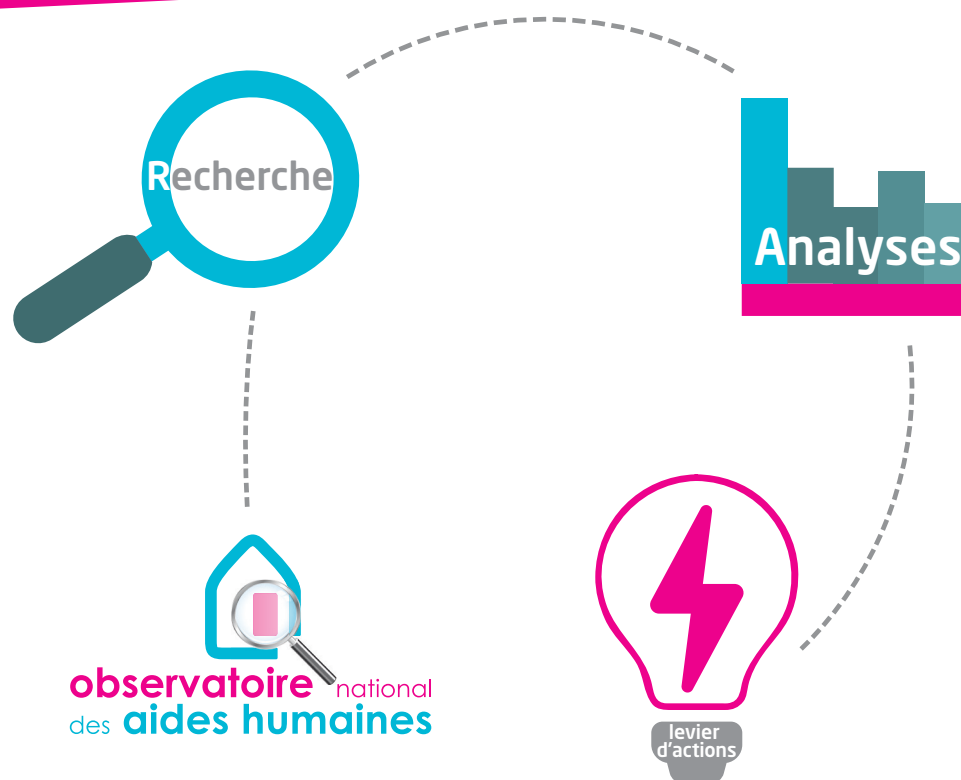 Recherche
Analyses
observatoire national
des aides humaines
levier
d'actions